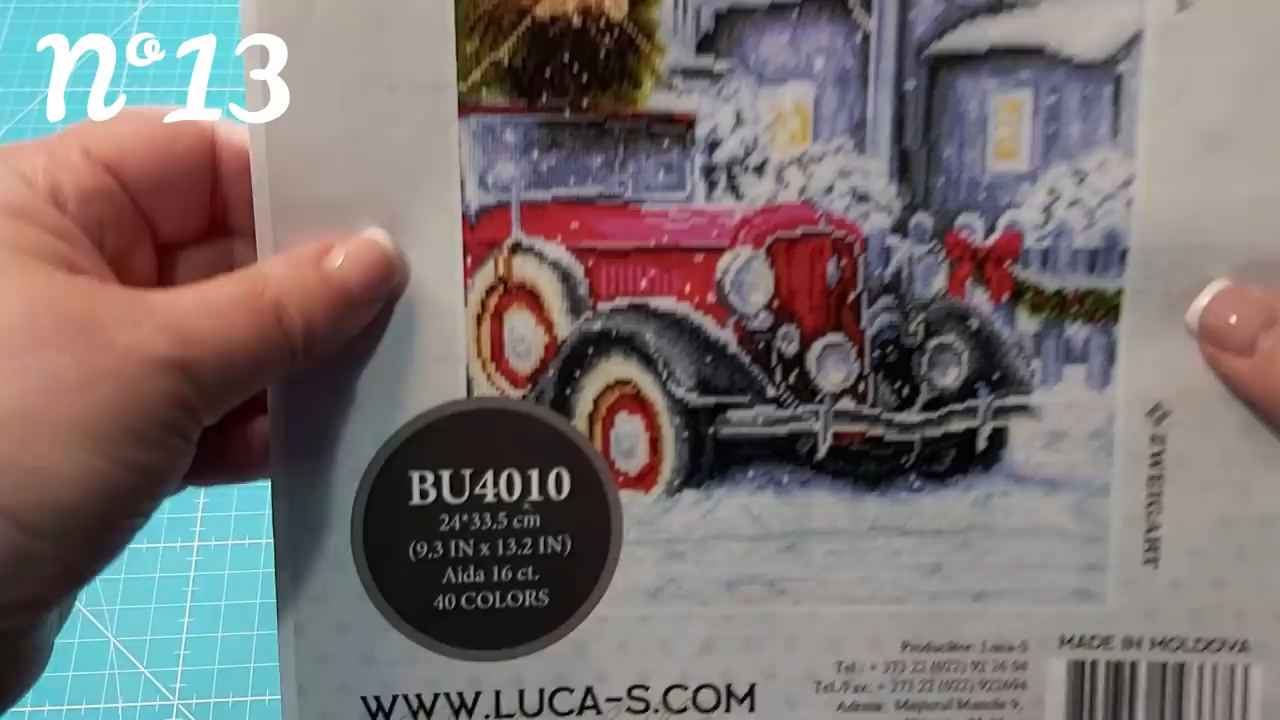 n°13
BU4010
24*33,5 cm
(9.3 IN x 13.2 IN)
Aida 16 ct.
40 COLORS
ZWEIGART
WWW.LUCA-S.COM
MADE IN MOLDOVA
Producător: Luca-S